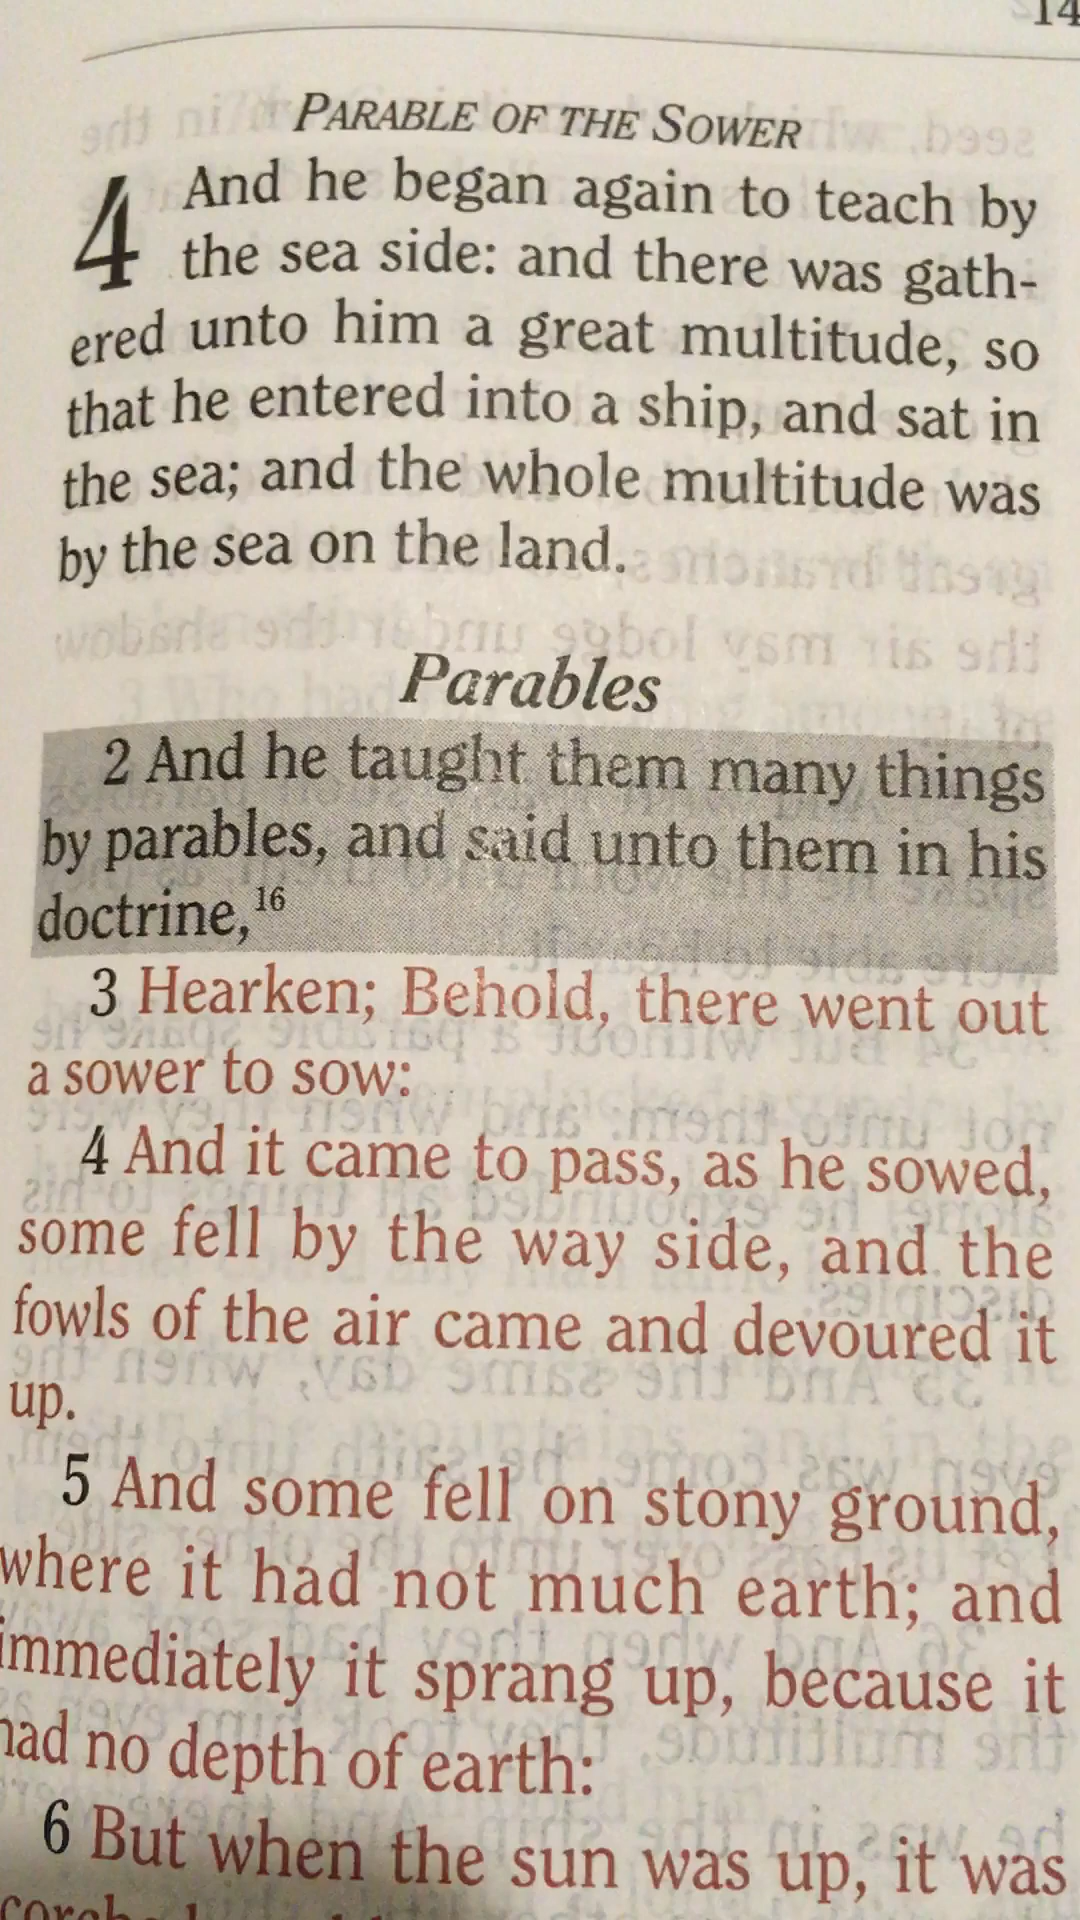 14
PARABLE OF THE SOWER
4 And he began again to teach by
the sea side: and there was gath-
ered unto him a great multitude, so
that he entered into a ship, and sat in
the sea; and the whole multitude was
by the sea on the land.
Parables
2 And he taught them many things
by parables, and said unto them in his
doctrine,16
3 Hearken; Behold, there went out
a sower to sow:
4 And it came to pass, as he sowed,
some fell by the way side, and the
fowls of the air came and devoured it
up.
5 And some fell on stony ground,
where it had not much earth; and
immediately it sprang up, because it
had no depth of earth:
6 But when the sun was up, it was